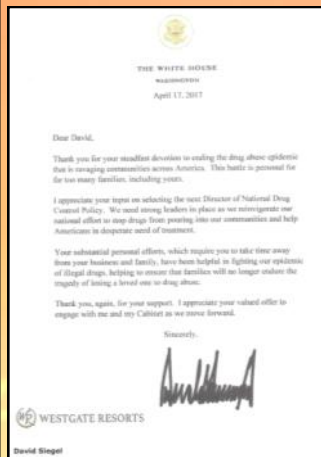 THE WHITE HOUSE
WASHINGTON
April 17, 2017
Dear David,
Thank you for your steadfast devotion to ending the drug abuse epidemic
that is ravaging communities across America. This battle is personal for
far too many families, including yours.
I appreciate your input on selecting the next Director of National Drug
Control Policy. We need strong leaders in place as we reinvigorate our
national effort to stop drugs from pouring into our communities and help
Americans in desperate need of treatment.
Your substantial personal efforts, which require you to take time away
from your business and family, have been helpful in fighting our epidemic
of illegal drugs, helping to ensure that families will no longer endure the
tragedy of losing a loved one to drug abuse.
Thank you, again, for your support. I appreciate your valued offer to
engage with me and my Cabinet as we move forward.
Sincerely,
WESTGATE RESORTS
David Siegel